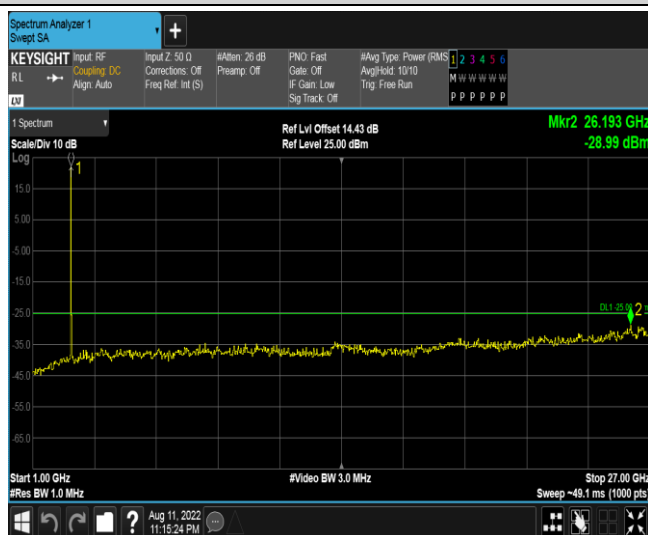 Spectrum Analyzer 1
Swept SA
+
KEYSIGHT
RL
LXI
Input: RF
Coupling: DC
Align: Auto
Input Z: 50 Ω
Corrections: Off
Freq Ref: Int (S)
#Atten: 26 dB
Preamp: Off
PNO: Fast
Gate: Off
IF Gain: Low
Sig Track: Off
#Avg Type: Power (RMS
Avg|Hold: 10/10
Trig: Free Run
1 2 3 4 5 6
M W W W W W
P P P P P P
1 Spectrum
Scale/Div 10 dB
Ref Lvl Offset 14.43 dB
Ref Level 25.00 dBm
Mkr2 26.193 GHz
-28.99 dBm
Log
1
15.0
5.00
-5.00
-15.0
-25.0
DL1 -25.00
2
-35.0
-45.0
-55.0
-65.0
Start 1.00 GHz
#Video BW 3.0 MHz
Stop 27.00 GHz
#Res BW 1.0 MHz
Sweep ~49.1 ms (1000 pts)
?
Aug 11, 2022
11:15:24 PM